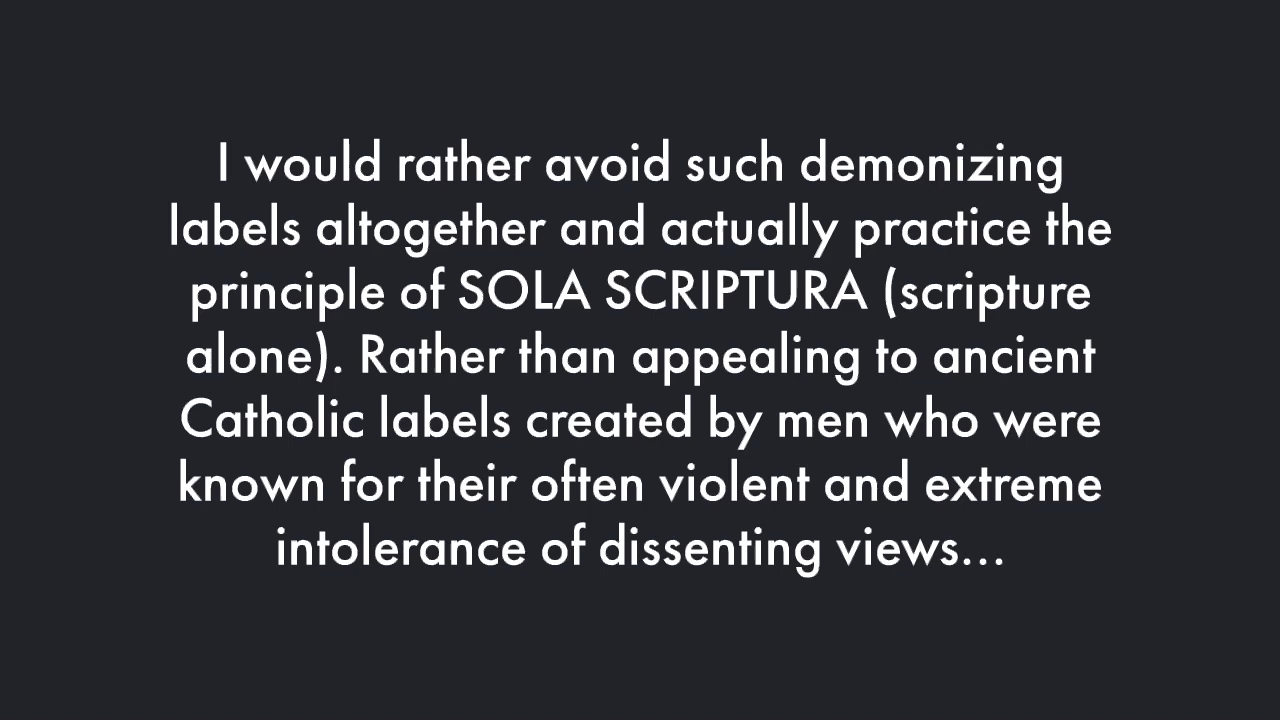 I would rather avoid such demonizing
labels altogether and actually practice the
principle of SOLA SCRIPTURA (scripture
alone). Rather than appealing to ancient
Catholic labels created by men who were
known for their often violent and extreme
intolerance of dissenting views...